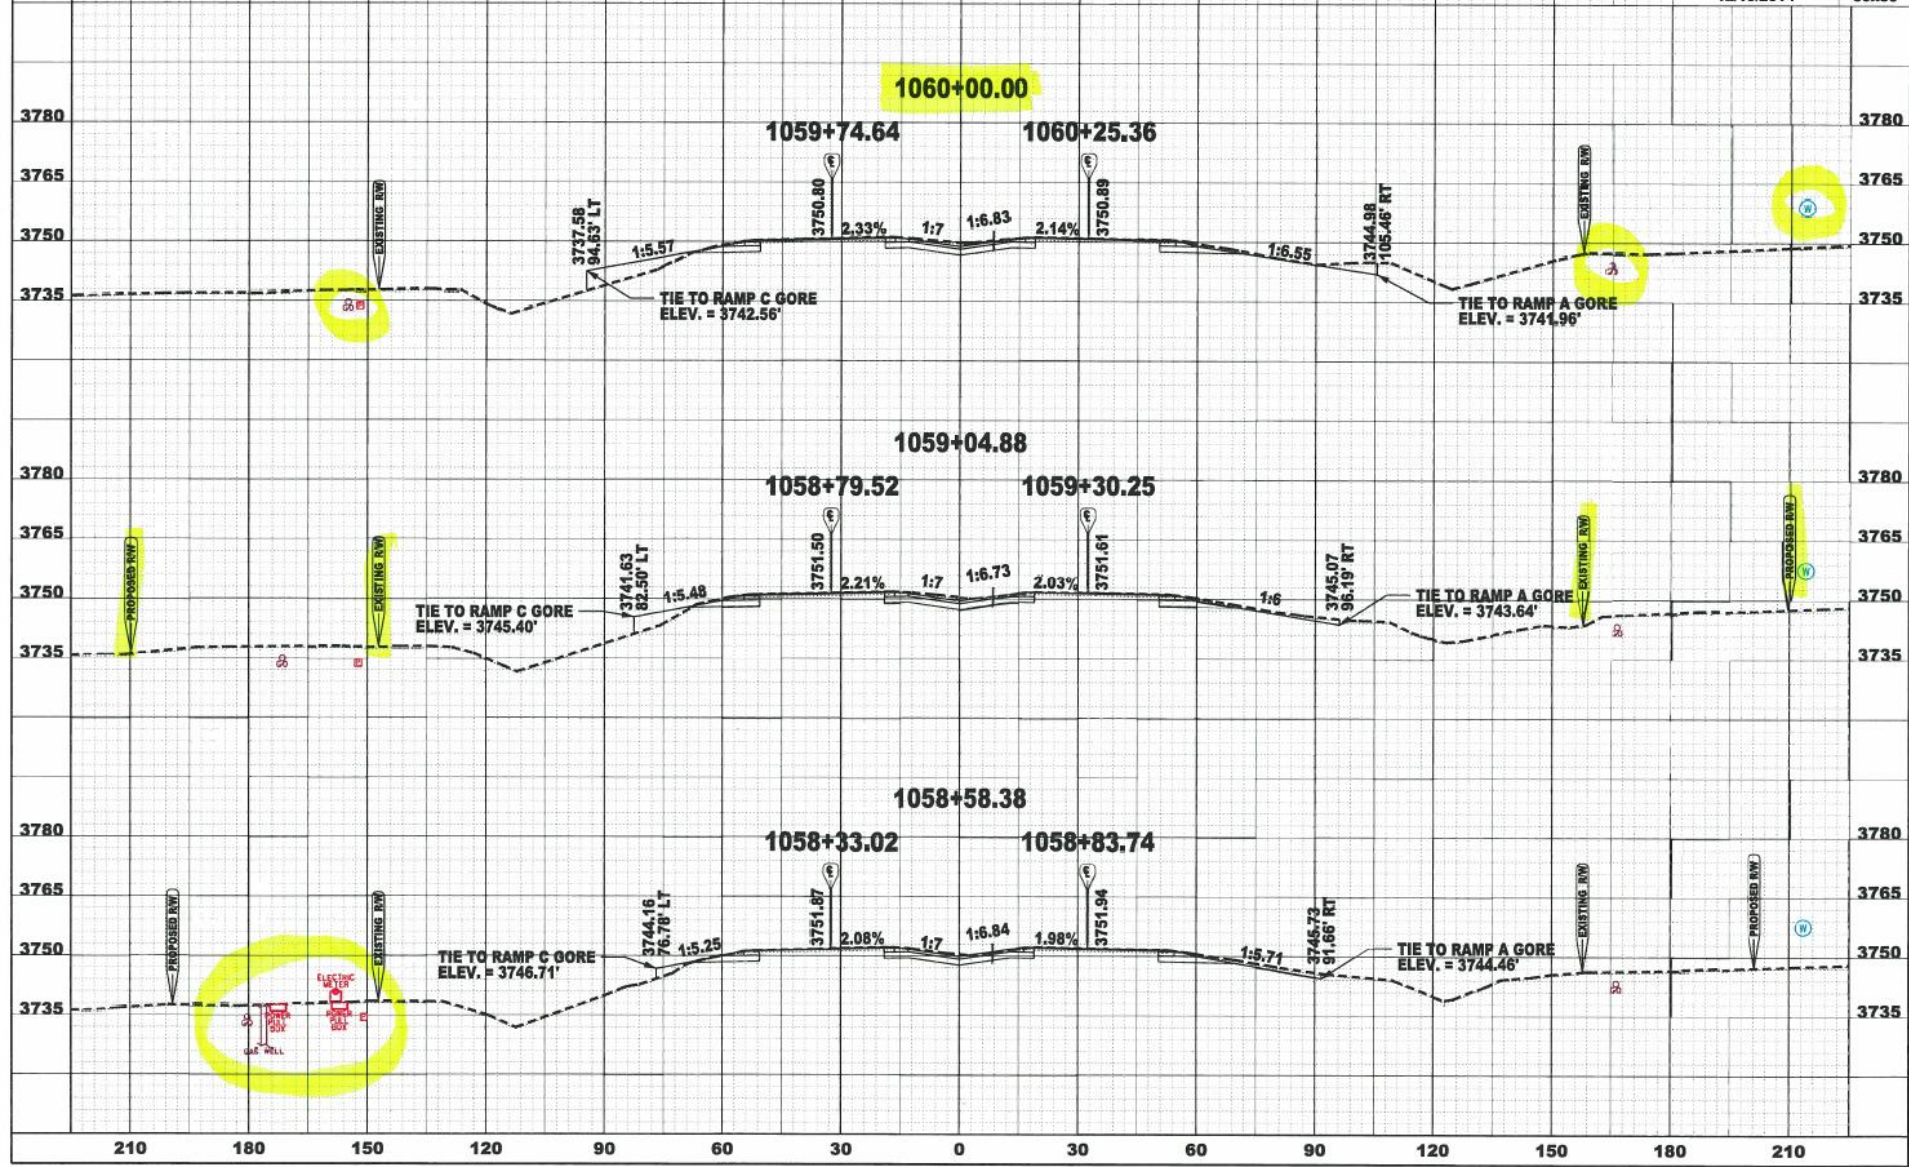 1060+00.00
1059+74.64 1060+25.36
3780 3780
3765 3765
3750 3750
3735 3735
EXISTING R/W
3737.58
94.63' LT
1:5.57
3750.80
2.33%
1:7
1:6.83
2.14%
3750.89
1:6.55
3744.98
105.46' RT
EXISTING R/W
W
TIE TO RAMP C GORE
ELEV. = 3742.56'
TIE TO RAMP A GORE
ELEV. = 3741.96'
1059+04.88
1058+79.52 1059+30.25
3780 3780
3765 3765
3750 3750
3735 3735
PROPOSED R/W
EXISTING R/W
3741.63
82.50' LT
1:5.48
3751.50
2.21%
1:7
1:6.73
2.03%
3751.61
1:6
3745.07
96.19' RT
EXISTING R/W
PROPOSED R/W
W
TIE TO RAMP C GORE
ELEV. = 3745.40'
TIE TO RAMP A GORE
ELEV. = 3743.64'
1058+58.38
1058+33.02 1058+83.74
3780 3780
3765 3765
3750 3750
3735 3735
PROPOSED R/W
EXISTING R/W
3744.16
76.78' LT
1:5.25
3751.87
2.08%
1:7
1:6.84
1.98%
3751.94
1:5.71
3745.73
91.66' RT
EXISTING R/W
PROPOSED R/W
W
TIE TO RAMP C GORE
ELEV. = 3746.71'
TIE TO RAMP A GORE
ELEV. = 3744.46'
ELECTRIC
METER
POWER
PULL
BOX
POWER
PULL
BOX
GAS WELL
210 180 150 120 90 60 30 0 30 60 90 120 150 180 210